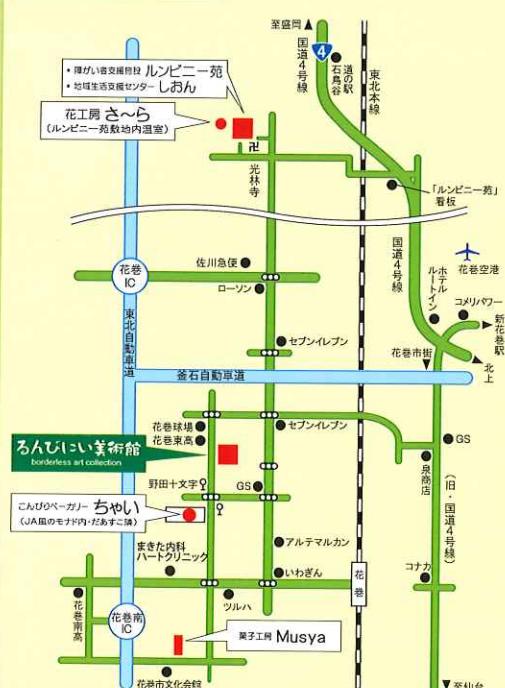 至盛岡
4
国道4号線
道の駅
石鳥谷
東北本線
・障がい者支援施設 ルンビニー苑
・地域生活支援センター しおん
花工房 さ〜ら
(ルンビニー苑敷地内温室)
卍
光林寺
「ルンビニー苑」
看板
国道4号線
花巻空港
佐川急便
花巻
IC
ローソン
ホテル
ルートイン
コメリパワー
新花巻駅
東北自動車道
セブンイレブン
花巻市街
北上
釜石自動車道
花巻球場
花巻東高
セブンイレブン
るんびにい美術館
borderless art collection
GS
泉商店
野田十文字
GS
こんびりベーカリー ちゃい
(JA風のモナド内・だあすこ隣)
(旧・国道4号線)
アルテマルカン
まきた内科
ハートクリニック
いわぎん
花巻
コナカ
花巻南高
ツルハ
花巻南
IC
菓子工房 Musya
花巻市文化会館
至仙台